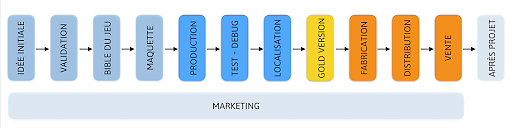 IDÉE INITIALE
VALIDATION
BIBLE DU JEU
MAQUETTE
PRODUCTION
TEST - DEBUG
LOCALISATION
GOLD VERSION
FABRICATION
DISTRIBUTION
VENTE
APRÈS PROJET
MARKETING